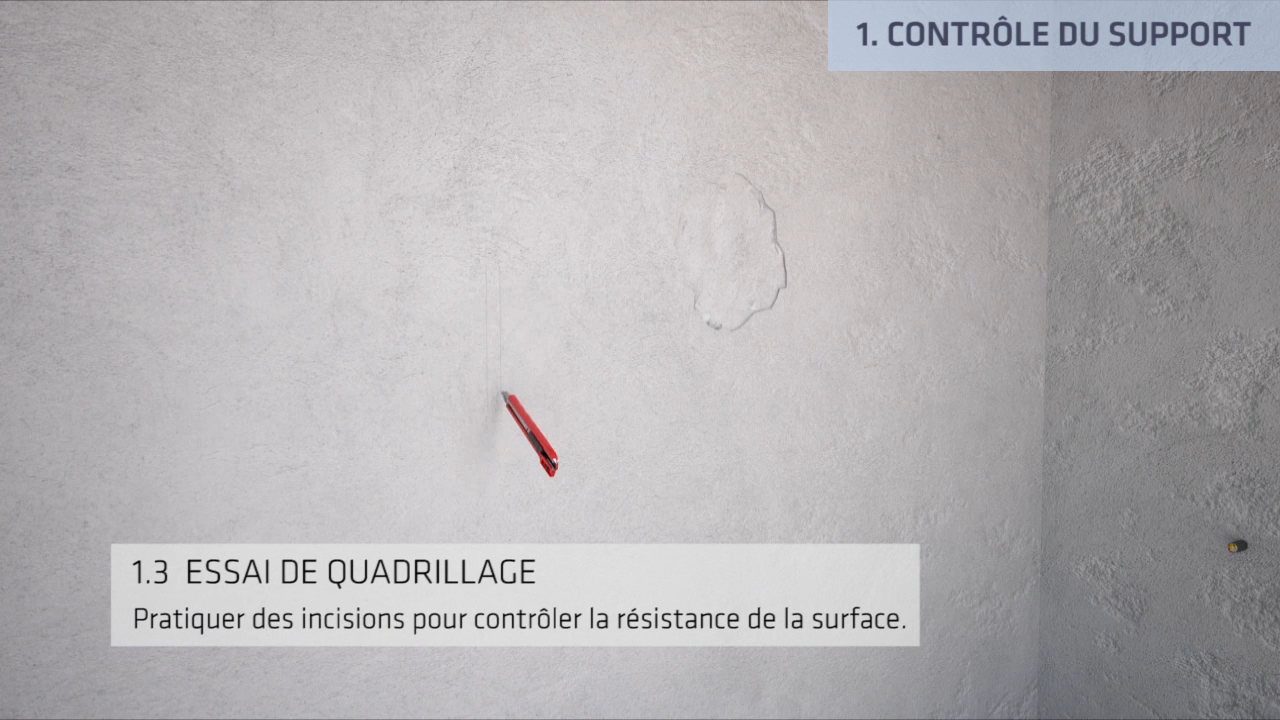 1. CONTRÔLE DU SUPPORT
1.3 ESSAI DE QUADRILLAGE
Pratiquer des incisions pour contrôler la résistance de la surface.